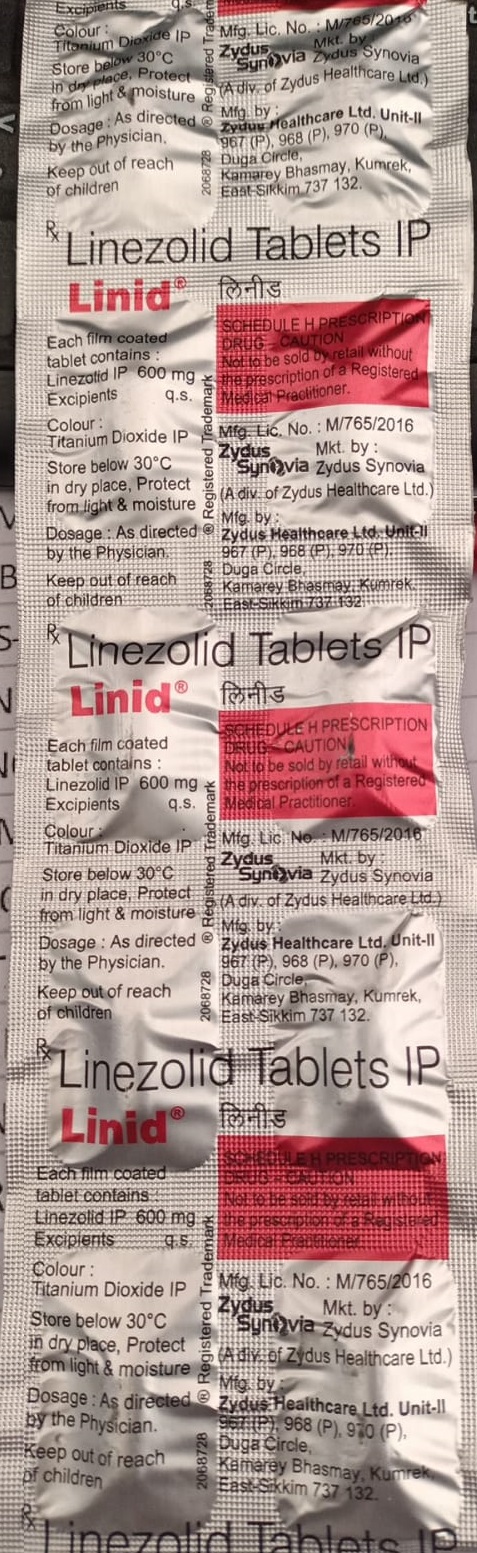 Excipients q.s.
Colour :
Titanium Dioxide IP
Store below 30°C
in dry place, Protect
from light & moisture
Dosage : As directed
by the Physician.
Keep out of reach
of children
2068728 ® Registered Tradem
Mfg. Lic. No. : M/765/2016
Mkt. by :
Zydus
Synovia Zydus Synovia
(A div. of Zydus Healthcare Ltd.)
Mfg. by :
Zydus Healthcare Ltd. Unit-II
967 (P), 968 (P), 970 (P),
Duga Circle,
Kamarey Bhasmay, Kumrek,
East-Sikkim 737 132.
Rx Linezolid Tablets IP
Linid® लिनीड
Each film coated
tablet contains :
Linezolid IP 600 mg
Excipients q.s.
Colour :
Titanium Dioxide IP
Store below 30°C
in dry place, Protect
from light & moisture
Dosage : As directed
by the Physician.
Keep out of reach
of children
2068728 ® Registered Trademark
SCHEDULE H PRESCRIPTION
DRUG - CAUTION
Not to be sold by retail without
the prescription of a Registered
Medical Practitioner.
Mfg. Lic. No. : M/765/2016
Zydus Mkt. by :
Synovia Zydus Synovia
(A div. of Zydus Healthcare Ltd.)
Mfg. by :
Zydus Healthcare Ltd. Unit-II
967 (P), 968 (P), 970 (P),
Duga Circle,
Kamarey Bhasmay, Kumrek,
East-Sikkim 737 132.
Rx Linezolid Tablets IP
Linid® लिनीड
Each film coated
tablet contains :
Linezolid IP 600 mg
Excipients q.s.
Colour :
Titanium Dioxide IP
Store below 30°C
in dry place, Protect
from light & moisture
Dosage : As directed
by the Physician.
Keep out of reach
of children
2068728 ® Registered Trademark
SCHEDULE H PRESCRIPTION
DRUG - CAUTION
Not to be sold by retail without
the prescription of a Registered
Medical Practitioner.
Mfg. Lic. No. : M/765/2016
Zydus Mkt. by :
Synovia Zydus Synovia
(A div. of Zydus Healthcare Ltd.)
Mfg. by :
Zydus Healthcare Ltd. Unit-II
967 (P), 968 (P), 970 (P),
Duga Circle,
Kamarey Bhasmay, Kumrek,
East-Sikkim 737 132.
Rx Linezolid Tablets IP
Linid® लिनीड
Each film coated
tablet contains :
Linezolid IP 600 mg
Excipients q.s.
Colour :
Titanium Dioxide IP
Store below 30°C
in dry place, Protect
from light & moisture
Dosage : As directed
by the Physician.
Keep out of reach
of children
2068728 ® Registered Trademark
SCHEDULE H PRESCRIPTION
DRUG - CAUTION
Not to be sold by retail without
the prescription of a Registered
Medical Practitioner.
Mfg. Lic. No. : M/765/2016
Zydus Mkt. by :
Synovia Zydus Synovia
(A div. of Zydus Healthcare Ltd.)
Mfg. by :
Zydus Healthcare Ltd. Unit-II
967 (P), 968 (P), 970 (P),
Duga Circle,
Kamarey Bhasmay, Kumrek,
East-Sikkim 737 132.
Rx Linezolid Tablets IP